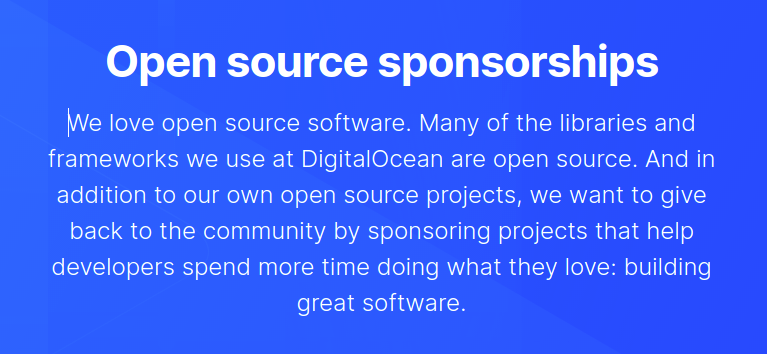 Open source sponsorships
We love open source software. Many of the libraries and
frameworks we use at DigitalOcean are open source. And in
addition to our own open source projects, we want to give
back to the community by sponsoring projects that help
developers spend more time doing what they love: building
great software.